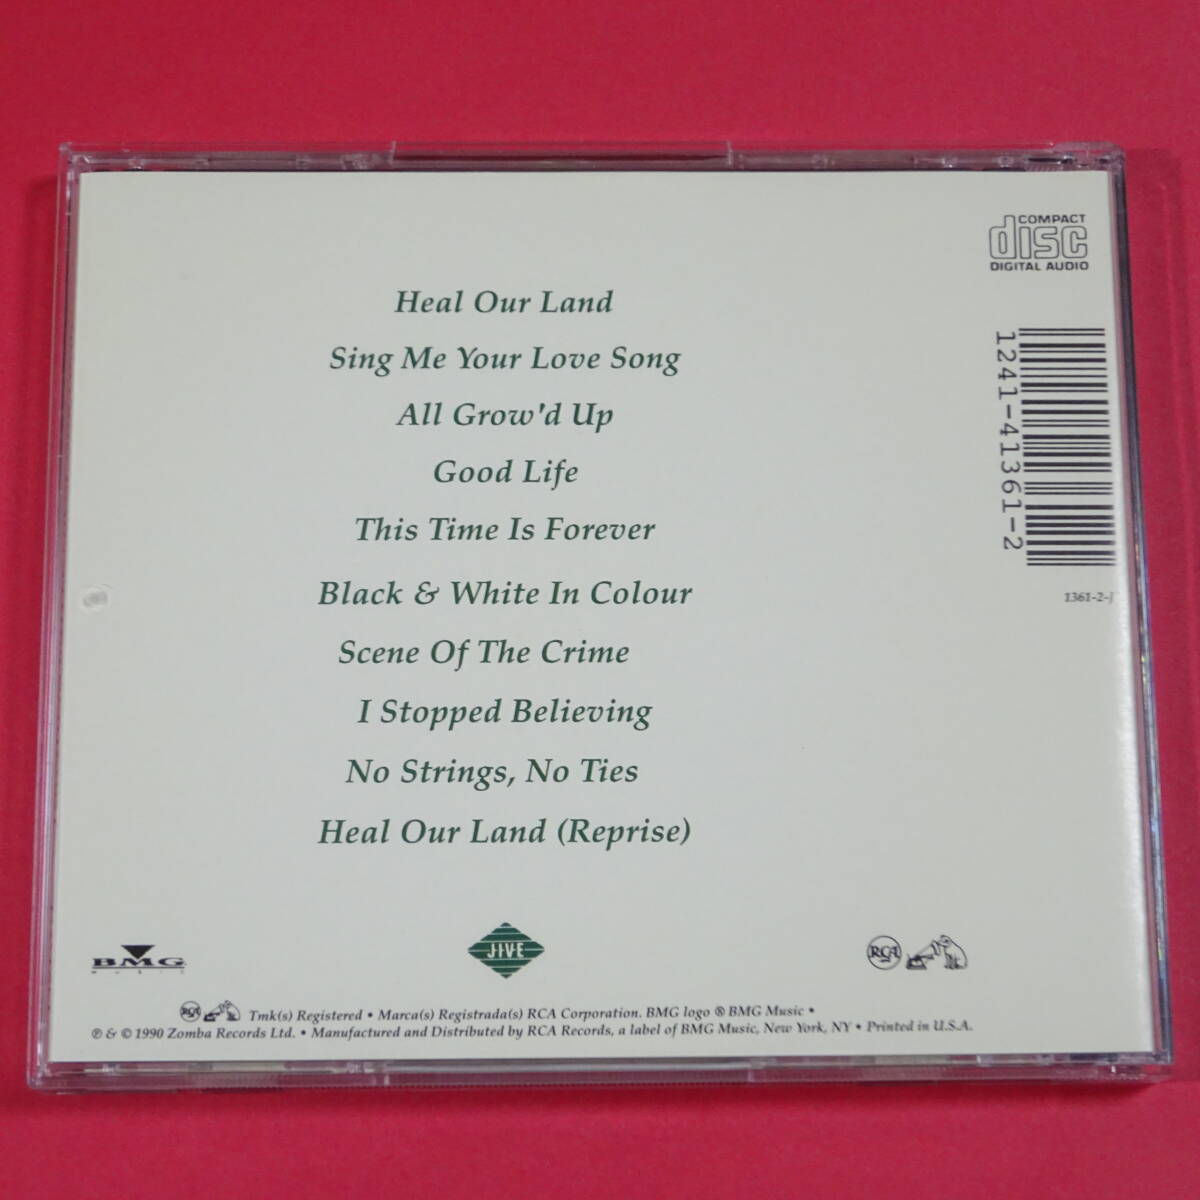 COMPACT
disc
DIGITAL AUDIO
Heal Our Land
Sing Me Your Love Song
All Grow'd Up
Good Life
This Time Is Forever
Black & White In Colour
Scene Of The Crime
I Stopped Believing
No Strings, No Ties
Heal Our Land (Reprise)
1241-41361-2
1361-2-J
BMG
MUSIC
JIVE
RCA
RCA Tmk(s) Registered • Marca(s) Registrada(s) RCA Corporation. BMG logo ® BMG Music •
℗ & © 1990 Zomba Records Ltd. • Manufactured and Distributed by RCA Records, a label of BMG Music, New York, NY • Printed in U.S.A.